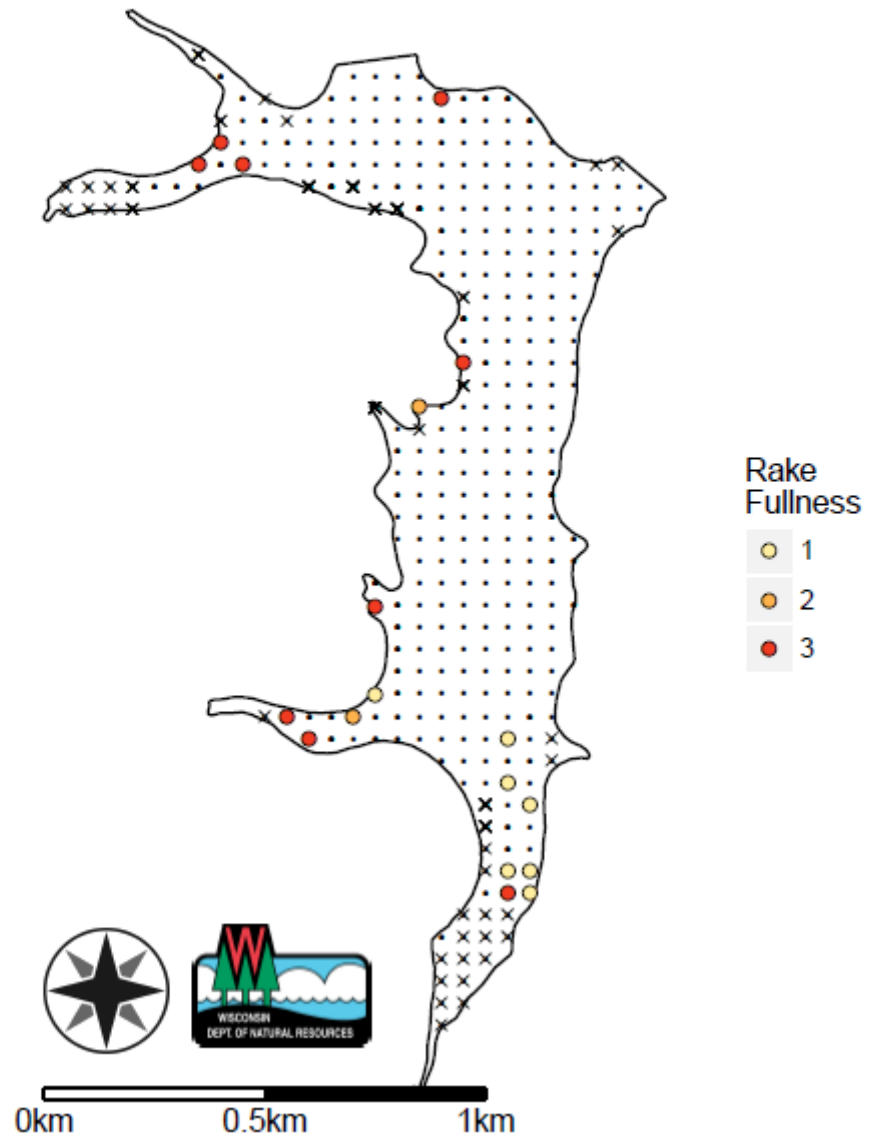 Rake
Fullness
1
2
3
W
WISCONSIN
DEPT. OF NATURAL RESOURCES
0km 0.5km 1km